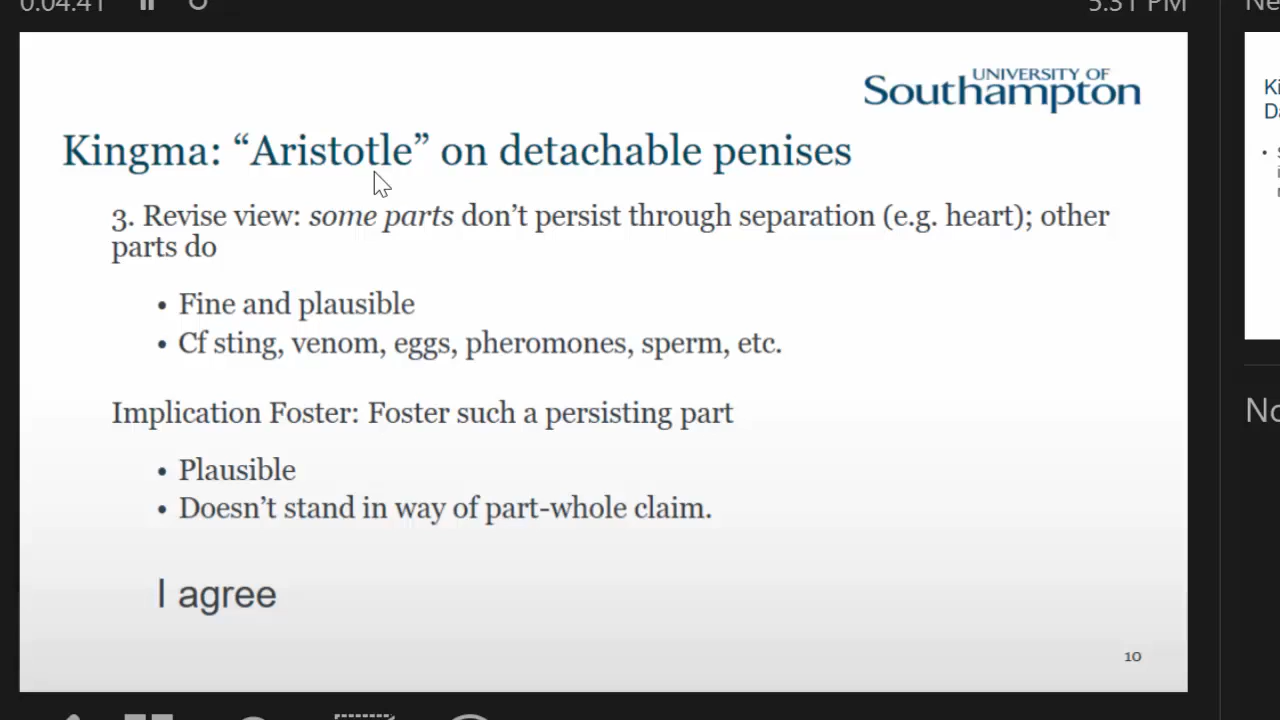 5:31 PM
UNIVERSITY OF
Southampton
Kingma: “Aristotle” on detachable penises
3. Revise view: some parts don’t persist through separation (e.g. heart); other
parts do
• Fine and plausible
• Cf sting, venom, eggs, pheromones, sperm, etc.
Implication Foster: Foster such a persisting part
• Plausible
• Doesn’t stand in way of part-whole claim.
I agree
10